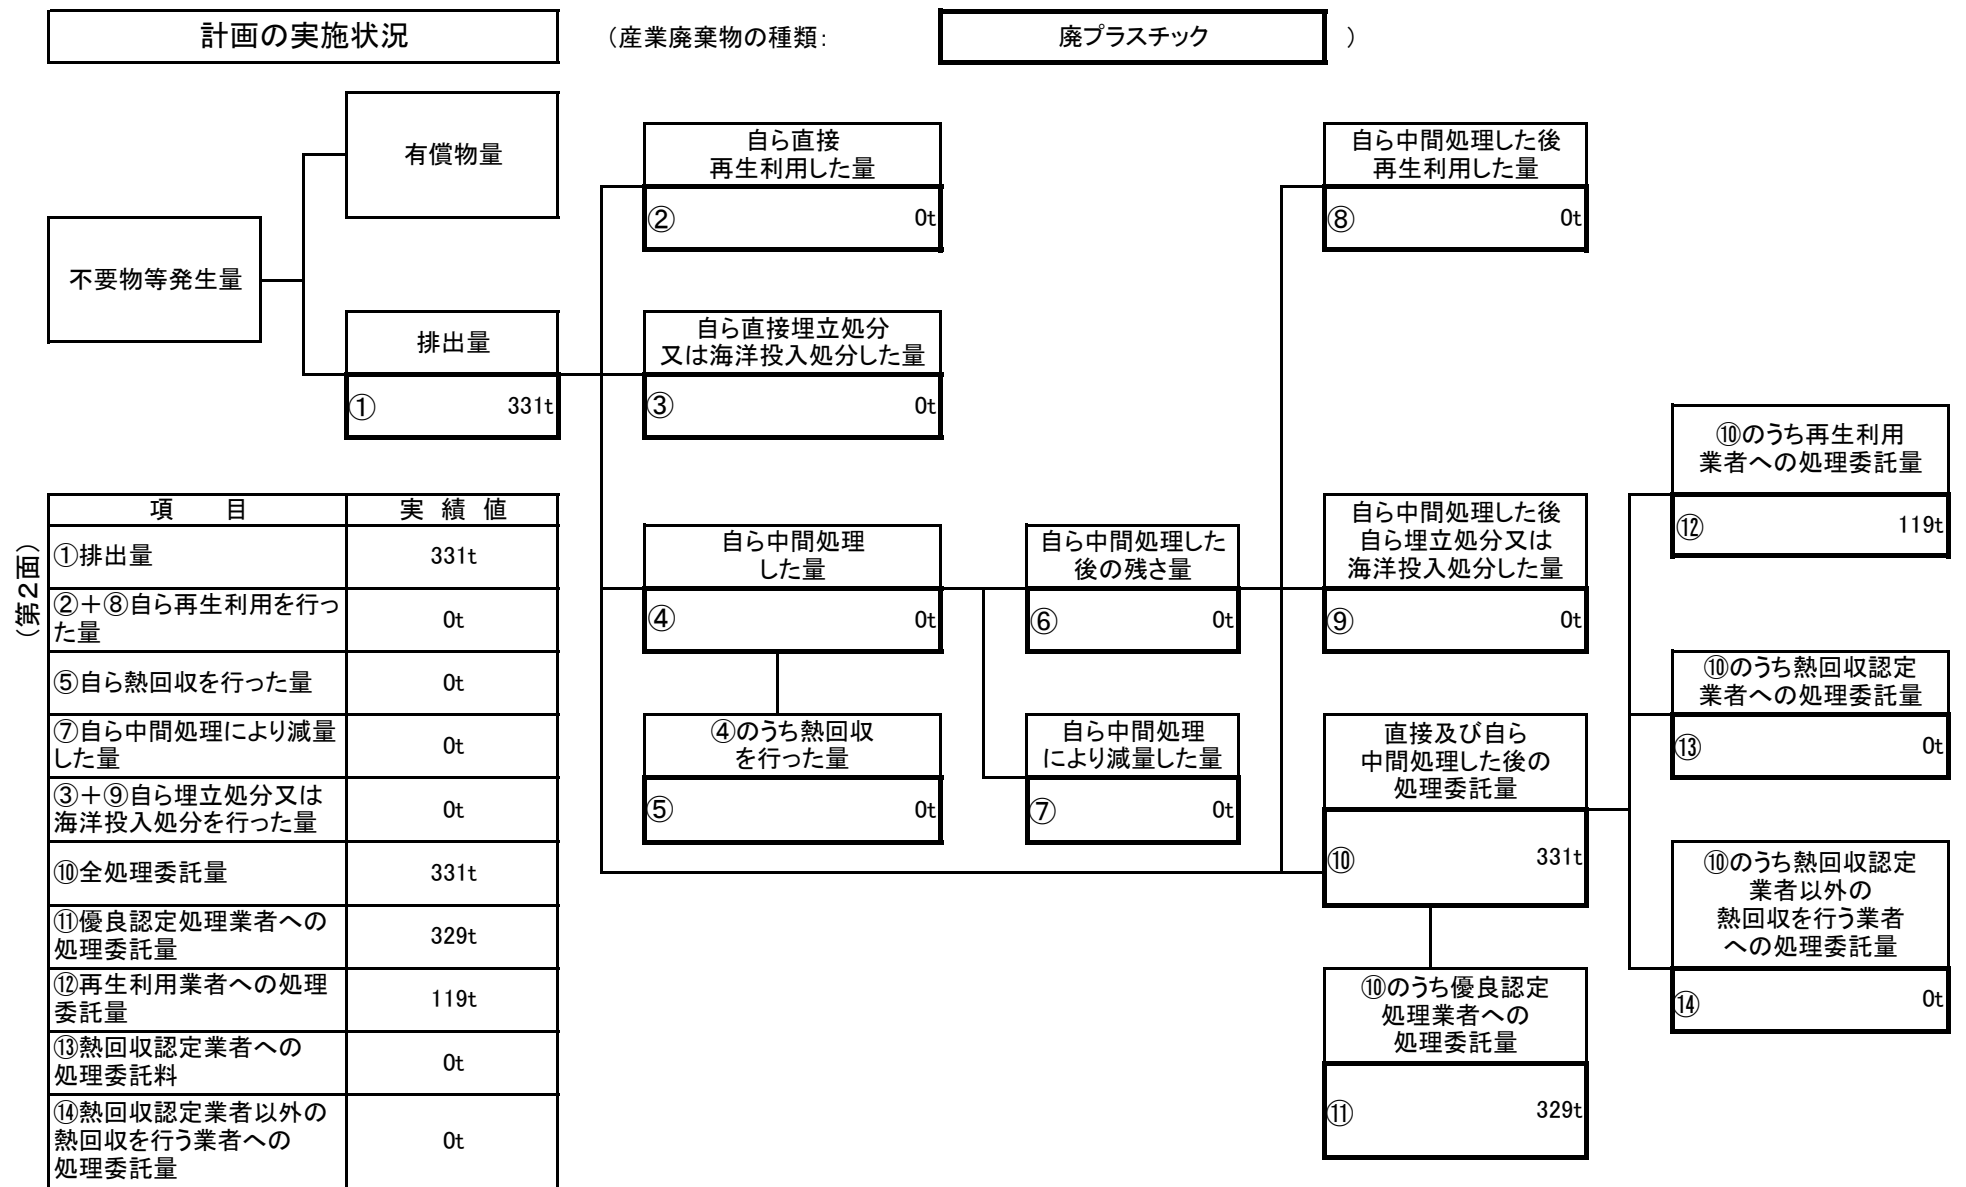 計画の実施状況
（産業廃棄物の種類：
廃プラスチック
）
有償物量
不要物等発生量
排出量
① 331t
自ら直接
再生利用した量
② 0t
自ら直接埋立処分
又は海洋投入処分した量
③ 0t
自ら中間処理
した量
④ 0t
④のうち熱回収
を行った量
⑤ 0t
自ら中間処理した
後の残さ量
⑥ 0t
自ら中間処理
により減量した量
⑦ 0t
自ら中間処理した後
再生利用した量
⑧ 0t
自ら中間処理した後
自ら埋立処分又は
海洋投入処分した量
⑨ 0t
直接及び自ら
中間処理した後の
処理委託量
⑩ 331t
⑩のうち優良認定
処理業者への
処理委託量
⑪ 329t
⑩のうち再生利用
業者への処理委託量
⑫ 119t
⑩のうち熱回収認定
業者への処理委託量
⑬ 0t
⑩のうち熱回収認定
業者以外の
熱回収を行う業者
への処理委託量
⑭ 0t
（第２面）
項　目 実 績 値
①排出量 331t
②＋⑧自ら再生利用を行っ
た量 0t
⑤自ら熱回収を行った量 0t
⑦自ら中間処理により減量
した量 0t
③＋⑨自ら埋立処分又は
海洋投入処分を行った量 0t
⑩全処理委託量 331t
⑪優良認定処理業者への
処理委託量 329t
⑫再生利用業者への処理
委託量 119t
⑬熱回収認定業者への
処理委託料 0t
⑭熱回収認定業者以外の
熱回収を行う業者への
処理委託量 0t